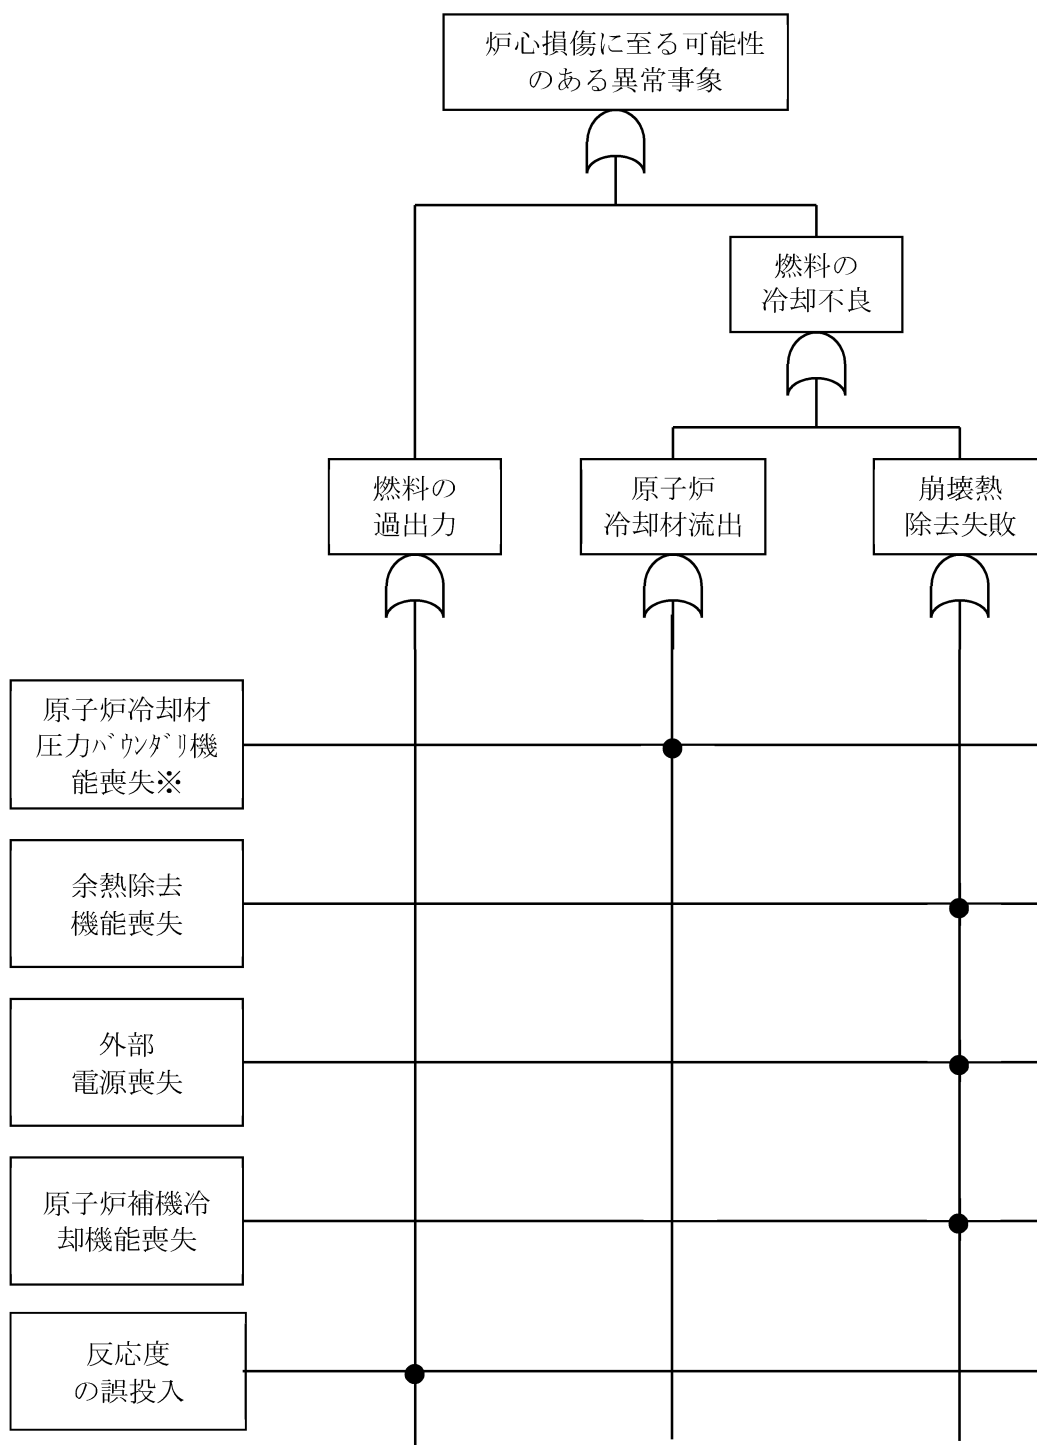 炉心損傷に至る可能性
のある異常事象
燃料の
冷却不良
燃料の
過出力
原子炉
冷却材流出
崩壊熱
除去失敗
原子炉冷却材
圧力ﾊﾞｳﾝﾀﾞﾘ機
能喪失※
余熱除去
機能喪失
外部
電源喪失
原子炉補機冷
却機能喪失
反応度
の誤投入